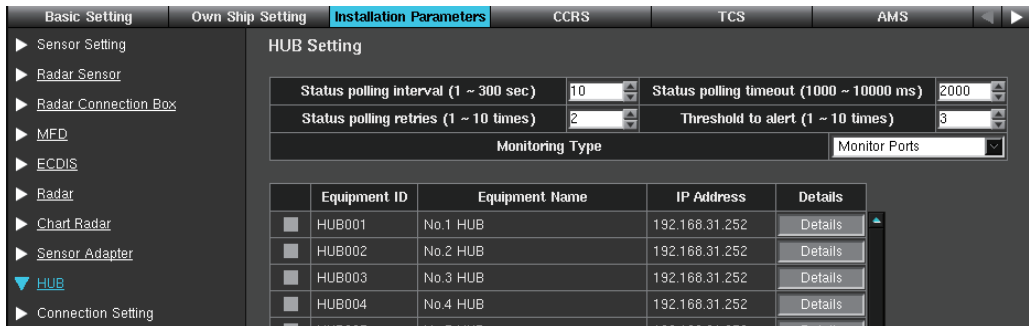 Basic Setting Own Ship Setting Installation Parameters CCRS TCS AMS
Sensor Setting
Radar Sensor
Radar Connection Box
MFD
ECDIS
Radar
Chart Radar
Sensor Adapter
HUB
Connection Setting
HUB Setting
Status polling interval (1 ~ 300 sec) 10 Status polling timeout (1000 ~ 10000 ms) 2000
Status polling retries (1 ~ 10 times) 2 Threshold to alert (1 ~ 10 times) 3
Monitoring Type Monitor Ports
Equipment ID Equipment Name IP Address Details
HUB001 No.1 HUB 192.168.31.252 Details
HUB002 No.2 HUB 192.168.31.252 Details
HUB003 No.3 HUB 192.168.31.252 Details
HUB004 No.4 HUB 192.168.31.252 Details